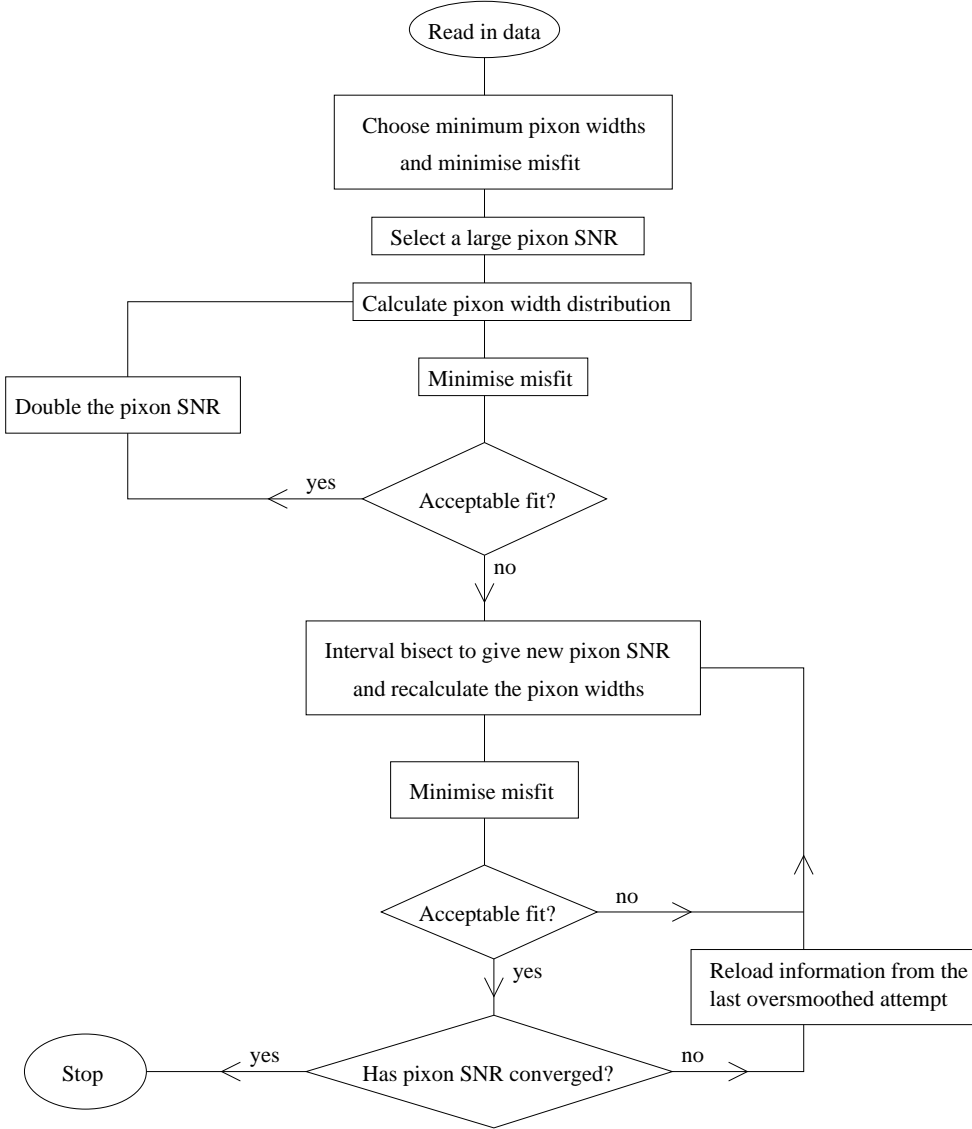 Read in data
Choose minimum pixon widths
and minimise misfit
Select a large pixon SNR
Calculate pixon width distribution
Minimise misfit
Double the pixon SNR
yes
Acceptable fit?
no
Interval bisect to give new pixon SNR
and recalculate the pixon widths
Minimise misfit
Acceptable fit?
no
yes
Reload information from the
last oversmoothed attempt
Has pixon SNR converged?
no
yes
Stop